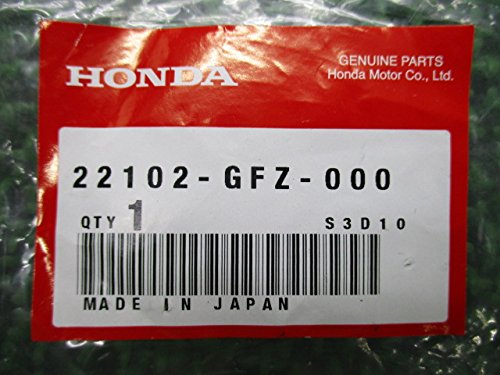 HONDA
GENUINE PARTS
Honda Motor Co., Ltd.
22102-GFZ-000
QTY 1 S3D10
MADE IN JAPAN